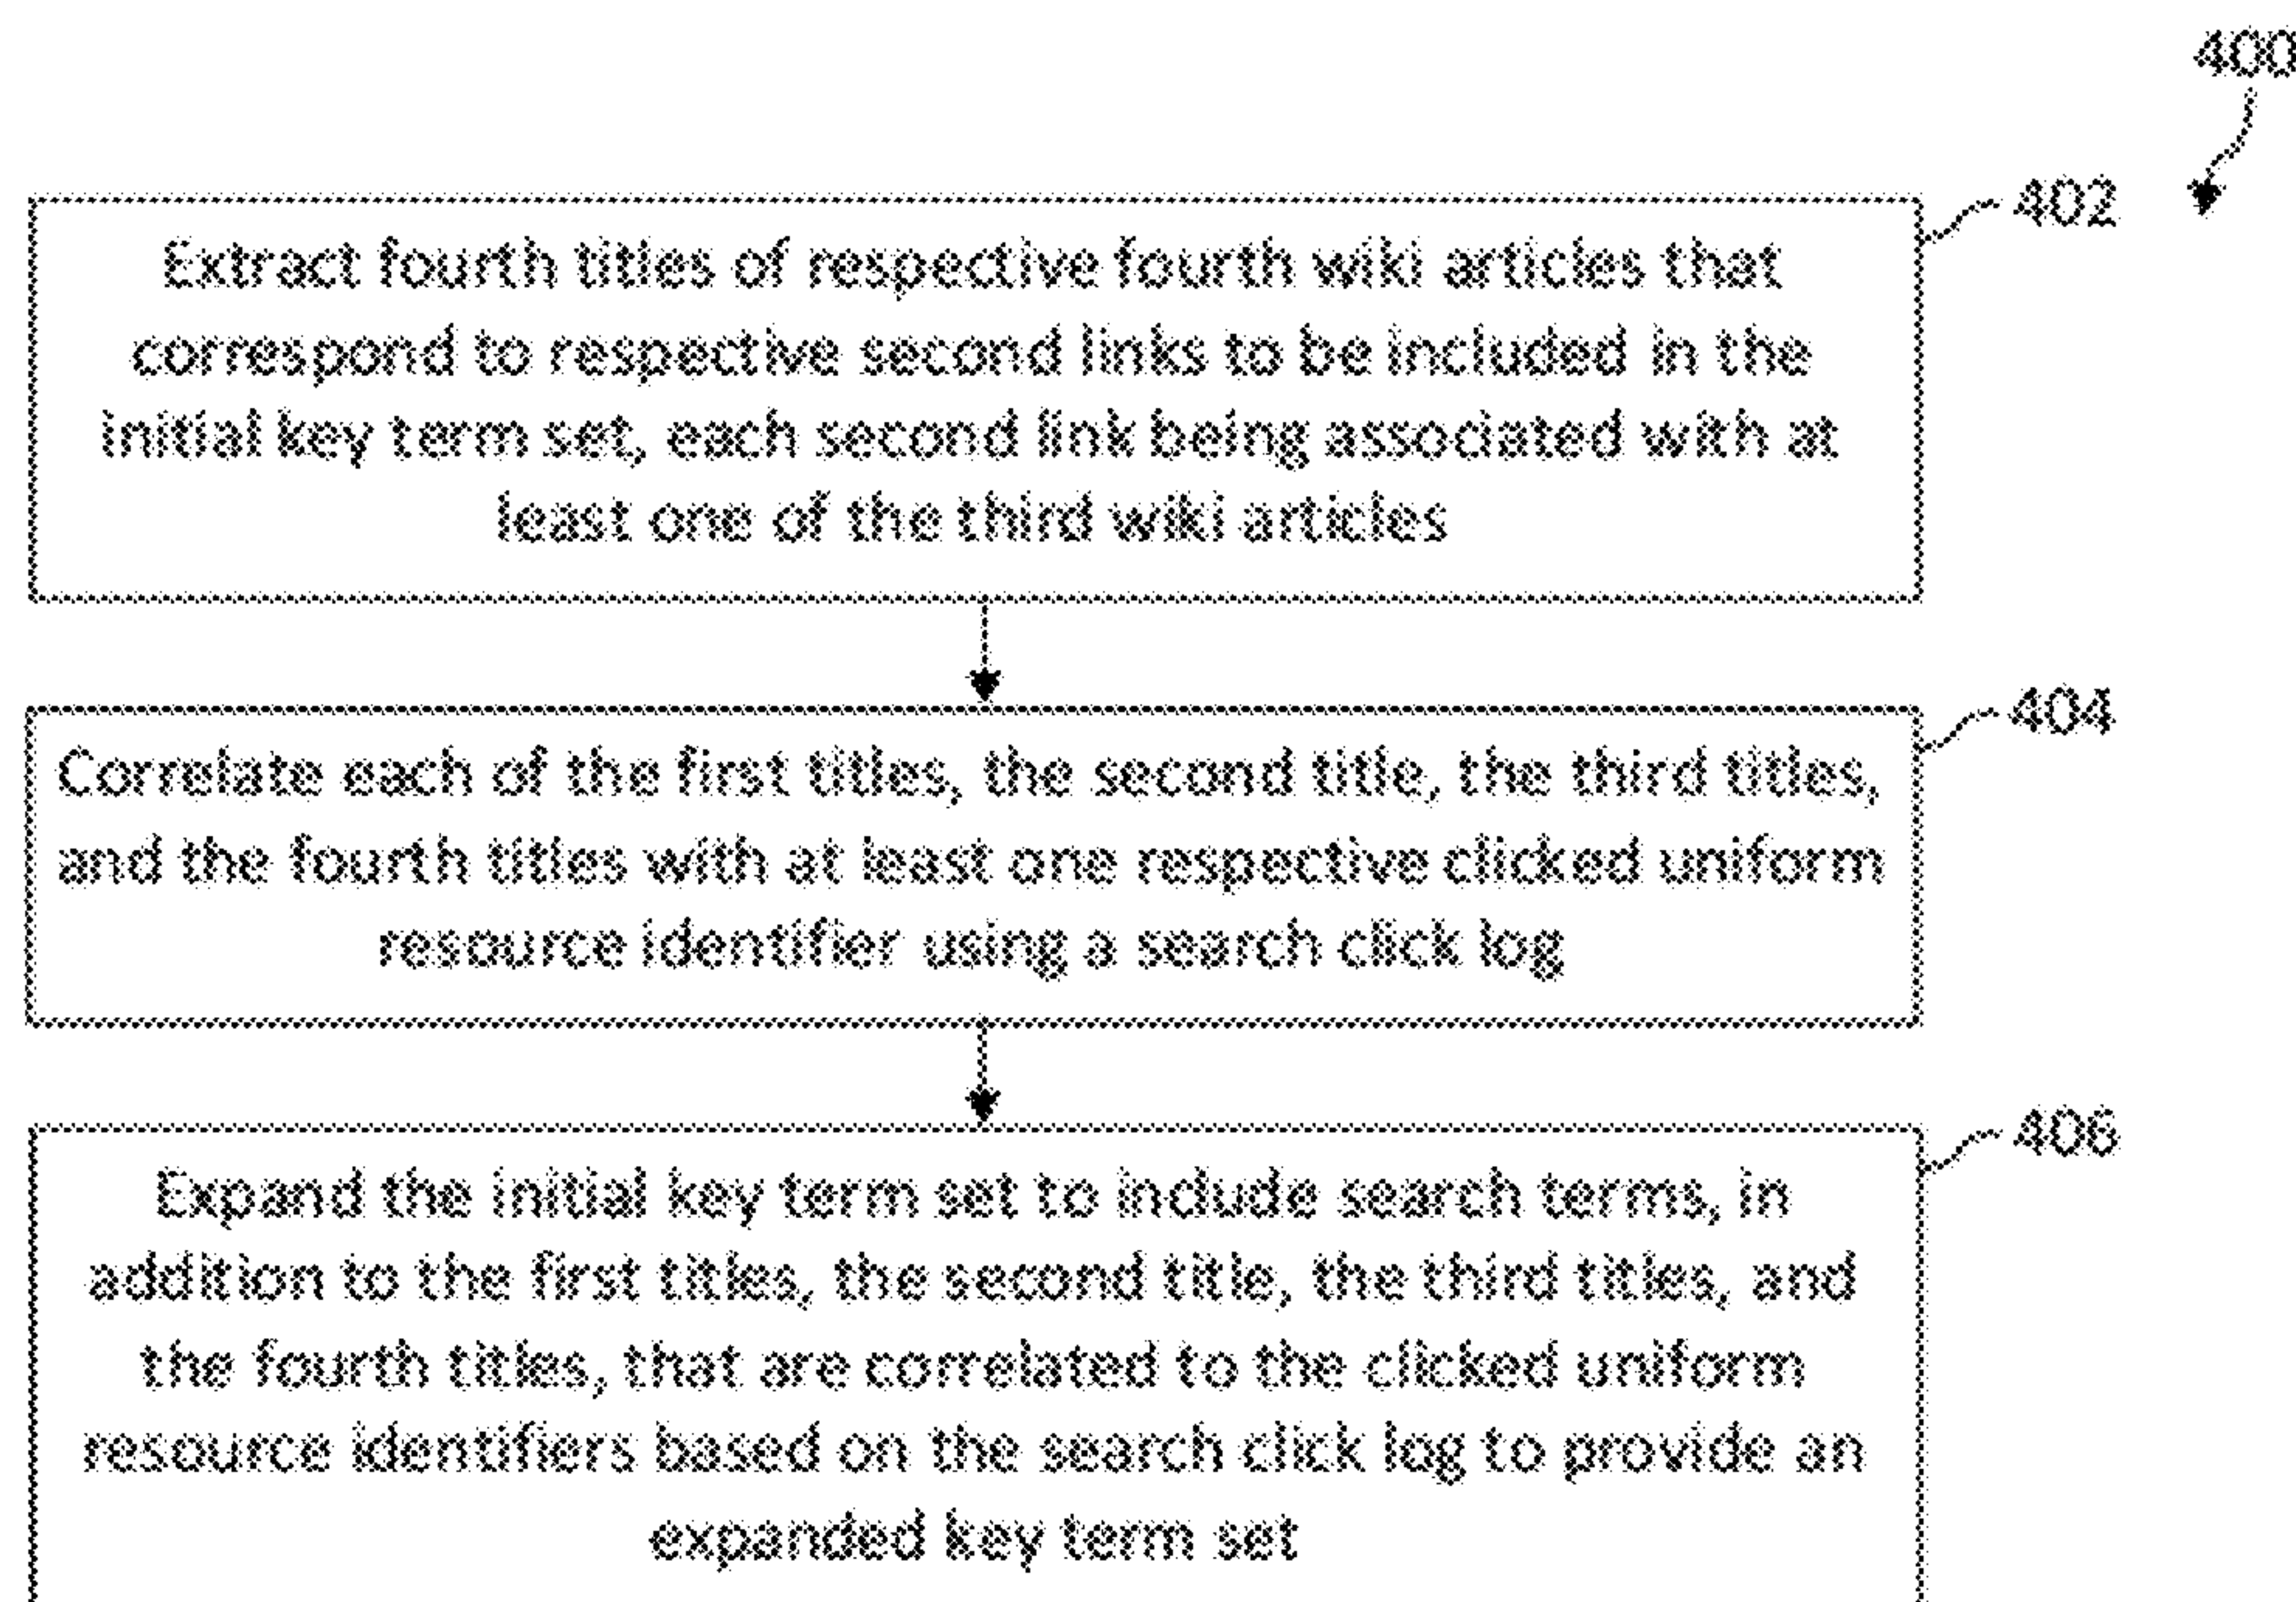 400
402
Extract fourth titles of respective fourth wiki articles that
correspond to respective second links to be included in the
initial key term set, each second link being associated with at
least one of the third wiki articles
404
Correlate each of the first titles, the second title, the third titles,
and the fourth titles with at least one respective clicked uniform
resource identifier using a search click log
406
Expand the initial key term set to include search terms, in
addition to the first titles, the second title, the third titles, and
the fourth titles, that are correlated to the clicked uniform
resource identifiers based on the search click log to provide an
expanded key term set